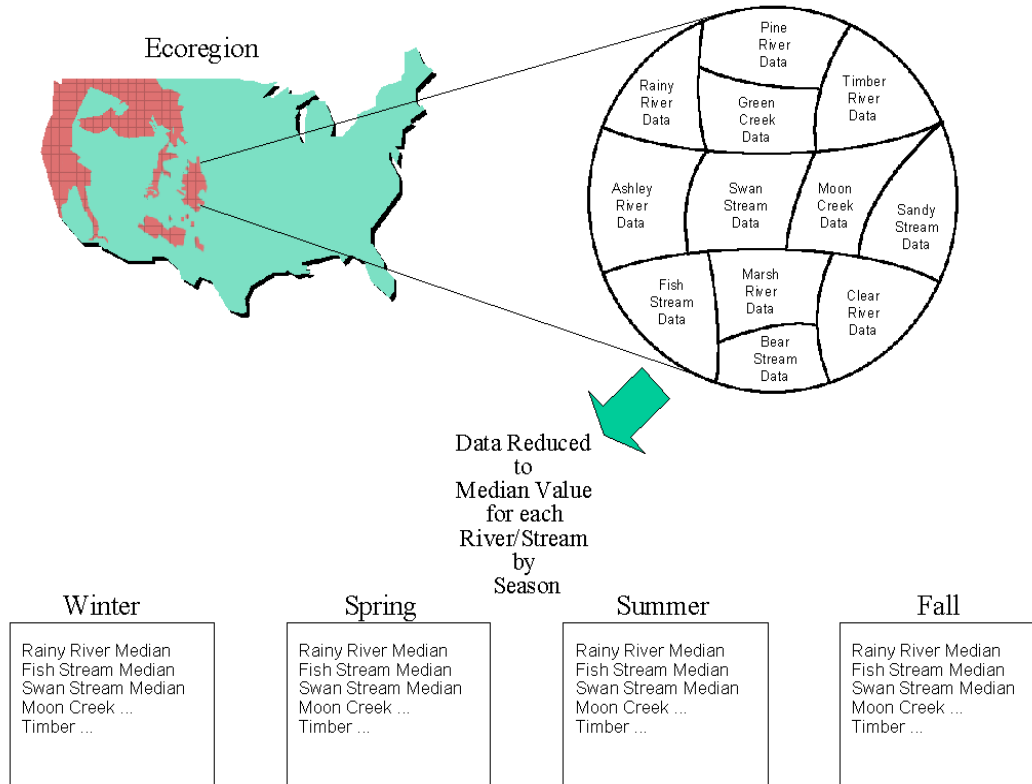 Ecoregion
Pine
River
Data
Rainy
River
Data
Green
Creek
Data
Timber
River
Data
Ashley
River
Data
Swan
Stream
Data
Moon
Creek
Data
Sandy
Stream
Data
Fish
Stream
Data
Marsh
River
Data
Clear
River
Data
Bear
Stream
Data
Data Reduced
to
Median Value
for each
River/Stream
by
Season
Winter
Rainy River Median
Fish Stream Median
Swan Stream Median
Moon Creek ...
Timber ...
Spring
Rainy River Median
Fish Stream Median
Swan Stream Median
Moon Creek ...
Timber ...
Summer
Rainy River Median
Fish Stream Median
Swan Stream Median
Moon Creek ...
Timber ...
Fall
Rainy River Median
Fish Stream Median
Swan Stream Median
Moon Creek ...
Timber ...